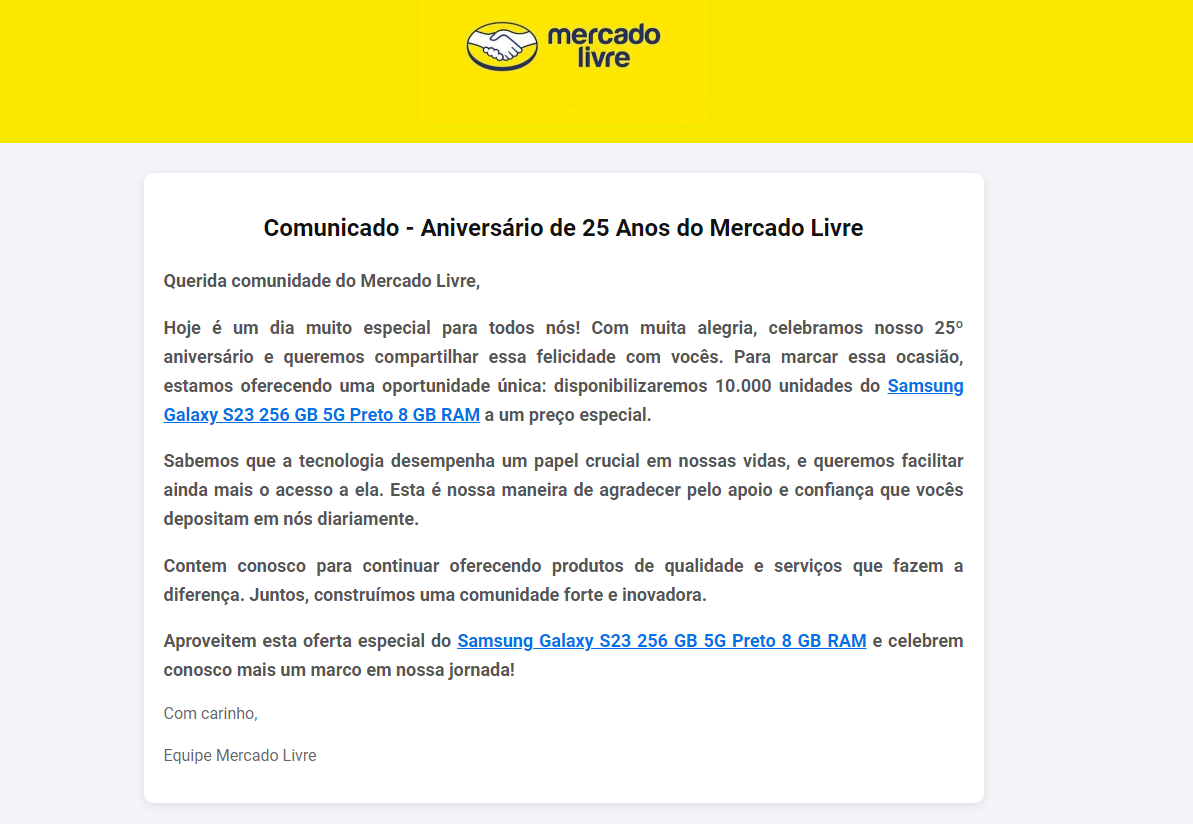 mercado
livre
Comunicado - Aniversário de 25 Anos do Mercado Livre
Querida comunidade do Mercado Livre,
Hoje é um dia muito especial para todos nós! Com muita alegria, celebramos nosso 25º
aniversário e queremos compartilhar essa felicidade com vocês. Para marcar essa ocasião,
estamos oferecendo uma oportunidade única: disponibilizaremos 10.000 unidades do Samsung
Galaxy S23 256 GB 5G Preto 8 GB RAM a um preço especial.
Sabemos que a tecnologia desempenha um papel crucial em nossas vidas, e queremos facilitar
ainda mais o acesso a ela. Esta é nossa maneira de agradecer pelo apoio e confiança que vocês
depositam em nós diariamente.
Contem conosco para continuar oferecendo produtos de qualidade e serviços que fazem a
diferença. Juntos, construímos uma comunidade forte e inovadora.
Aproveitem esta oferta especial do Samsung Galaxy S23 256 GB 5G Preto 8 GB RAM e celebrem
conosco mais um marco em nossa jornada!
Com carinho,
Equipe Mercado Livre